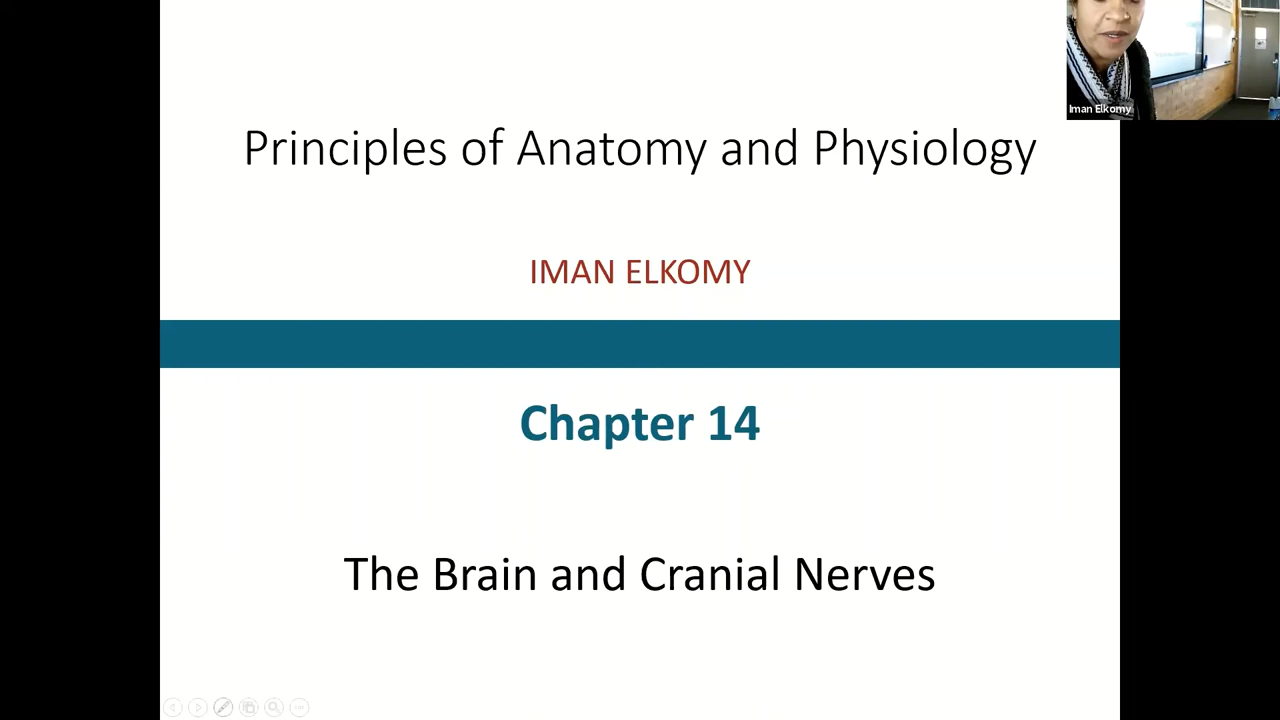 Principles of Anatomy and Physiology
Iman Elkomy
IMAN ELKOMY
Chapter 14
The Brain and Cranial Nerves